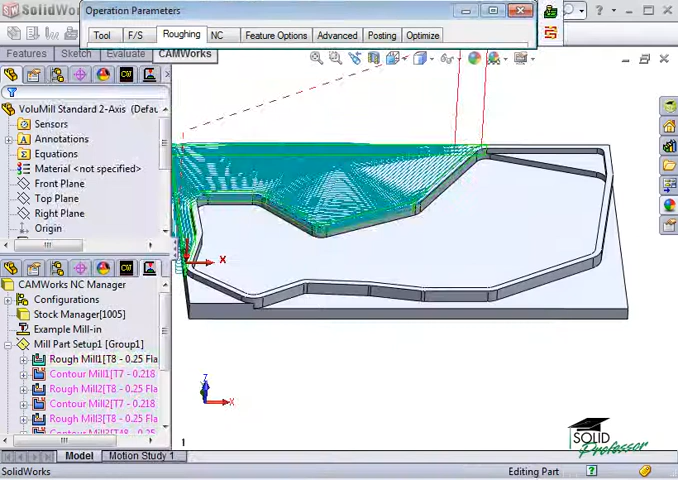 SolidWorks
Operation Parameters
Tool F/S Roughing NC Feature Options Advanced Posting Optimize
Features Sketch Evaluate CAMWorks
VoluMill Standard 2-Axis (Defau
Sensors
Annotations
Equations
Material <not specified>
Front Plane
Top Plane
Right Plane
Origin
CAMWorks NC Manager
Configurations
Stock Manager[1005]
Example Mill-in
Mill Part Setup1 [Group1]
Rough Mill1[T8 - 0.25 Fla
Contour Mill1[T7 - 0.218
Rough Mill2[T8 - 0.25 Fla
Contour Mill2[T7 - 0.218
Rough Mill3[T8 - 0.25 Fla
X
Z
X
SOLID
Professor
Model Motion Study 1
SolidWorks Editing Part